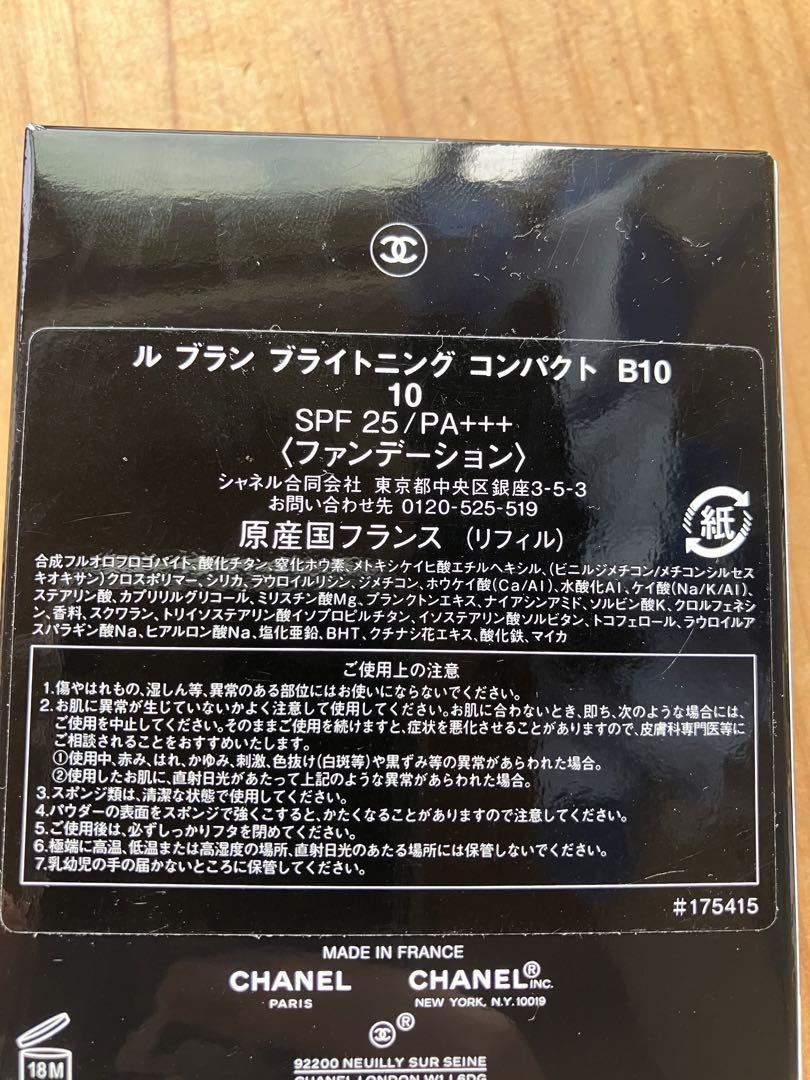 ル ブラン ブライトニング コンパクト B10
10
SPF 25/PA+++
〈ファンデーション〉
シャネル合同会社 東京都中央区銀座3-5-3
お問い合わせ先 0120-525-519
原産国フランス (リフィル)
紙
合成フルオロフロゴパイト、酸化チタン、窒化ホウ素、メトキシケイヒ酸エチルヘキシル、(ビニルジメチコン/メチコンシルセス
キオキサン)クロスポリマー、シリカ、ラウロイルリシン、ジメチコン、ホウケイ酸(Ca/Al)、水酸化Al、ケイ酸(Na/K/Al)、
ステアリン酸、カプリリルグリコール、ミリスチン酸Mg、プランクトンエキス、ナイアシンアミド、ソルビン酸K、クロルフェネシ
ン、香料、スクワラン、トリイソステアリン酸イソプロピルチタン、イソステアリン酸ソルビタン、トコフェロール、ラウロイルア
スパラギン酸Na、ヒアルロン酸Na、塩化亜鉛、BHT、クチナシ花エキス、酸化鉄、マイカ
ご使用上の注意
1.傷やはれもの、湿しん等、異常のある部位にはお使いにならないでください。
2.お肌に異常が生じていないかよく注意して使用してください。お肌に合わないとき、即ち、次のような場合には、
ご使用を中止してください。そのままご使用を続けますと、症状を悪化させることがありますので、皮膚科専門医等に
ご相談されることをおすすめいたします。
①使用中、赤み、はれ、かゆみ、刺激、色抜け(白斑等)や黒ずみ等の異常があらわれた場合。
②使用したお肌に、直射日光があたって上記のような異常があらわれた場合。
3.スポンジ類は、清潔な状態で使用してください。
4.パウダーの表面をスポンジで強くこすると、かたくなることがありますので注意してください。
5.ご使用後は、必ずしっかりフタを閉めてください。
6.極端に高温、低温または高湿度の場所、直射日光のあたる場所には保管しないでください。
7.乳幼児の手の届かないところに保管してください。
#175415
MADE IN FRANCE
CHANEL CHANEL® INC.
PARIS NEW YORK, N.Y. 10019
®
18M
92200 NEUILLY SUR SEINE
CHANEL LONDON W1J 6DG